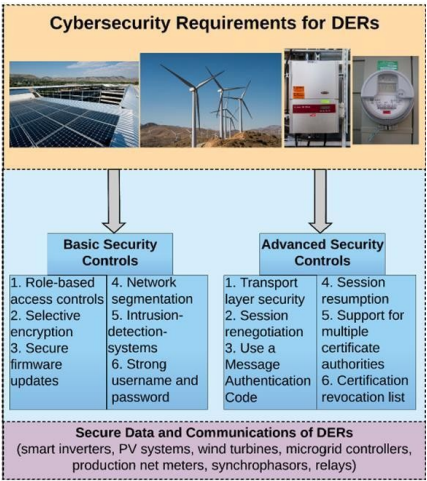 Cybersecurity Requirements for DERs
Basic Security
Controls
1. Role-based
access controls
2. Selective
encryption
3. Secure
firmware
updates
4. Network
segmentation
5. Intrusion-
detection-
systems
6. Strong
username and
password
Advanced Security
Controls
1. Transport
layer security
2. Session
renegotiation
3. Use a
Message
Authentication
Code
4. Session
resumption
5. Support for
multiple
certificate
authorities
6. Certification
revocation list
Secure Data and Communications of DERs
(smart inverters, PV systems, wind turbines, microgrid controllers,
production net meters, synchrophasors, relays)